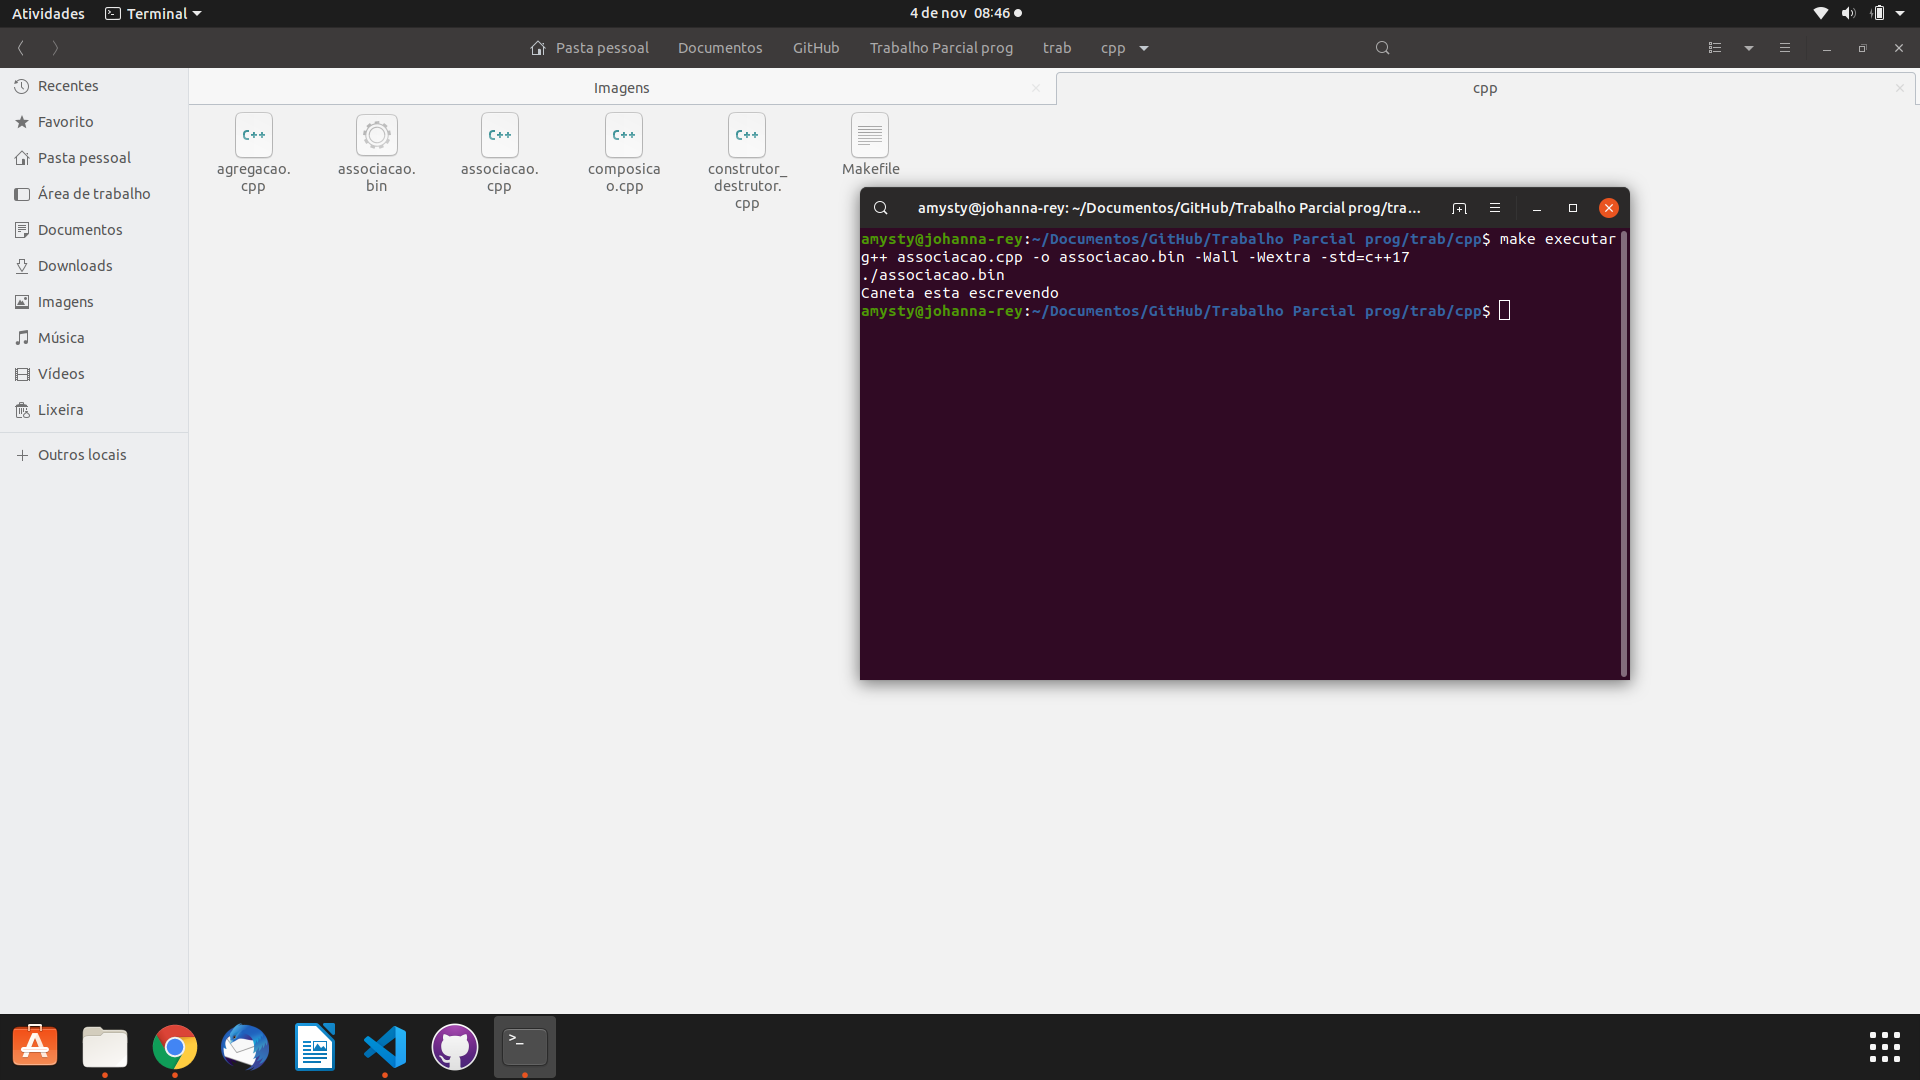 Atividades Terminal 4 de nov 08:46
Pasta pessoal Documentos GitHub Trabalho Parcial prog trab cpp
Recentes
Favorito
Pasta pessoal
Área de trabalho
Documentos
Downloads
Imagens
Música
Vídeos
Lixeira
Outros locais
Imagens cpp
C++ C++ C++ C++
agregacao.
cpp
associacao.
bin
associacao.
cpp
composica
o.cpp
construtor_
destrutor.
cpp
Makefile
amysty@johanna-rey: ~/Documentos/GitHub/Trabalho Parcial prog/tra...
amysty@johanna-rey:~/Documentos/GitHub/Trabalho Parcial prog/trab/cpp$ make executar
g++ associacao.cpp -o associacao.bin -Wall -Wextra -std=c++17
./associacao.bin
Caneta esta escrevendo
amysty@johanna-rey:~/Documentos/GitHub/Trabalho Parcial prog/trab/cpp$